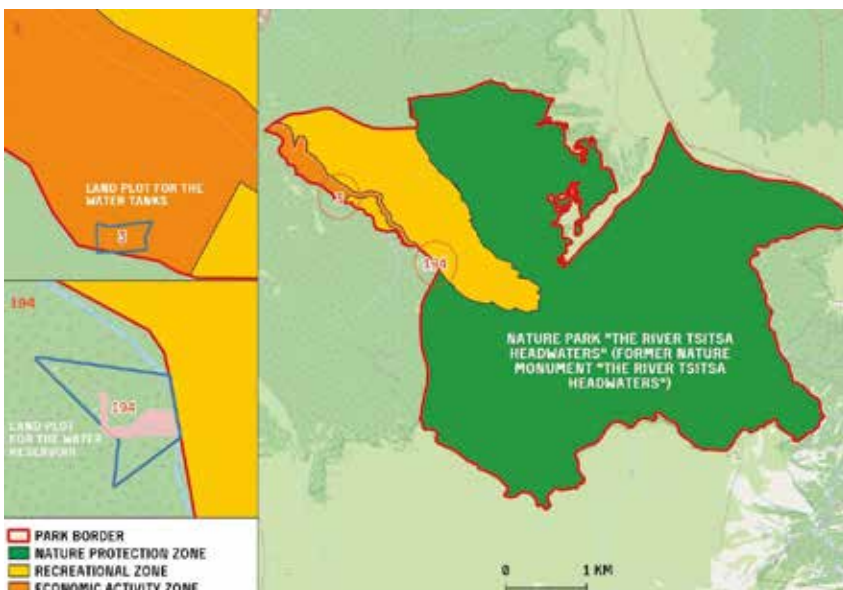 3
LAND PLOT FOR THE
WATER TANKS
3
194
194
LAND PLOT
FOR THE WATER
RESERVOIR
PARK BORDER
NATURE PROTECTION ZONE
RECREATIONAL ZONE
ECONOMIC ACTIVITY ZONE
3
194
NATURE PARK "THE RIVER TSITSA
HEADWATERS" (FORMER NATURE
MONUMENT "THE RIVER TSITSA
HEADWATERS")
0 1 KM